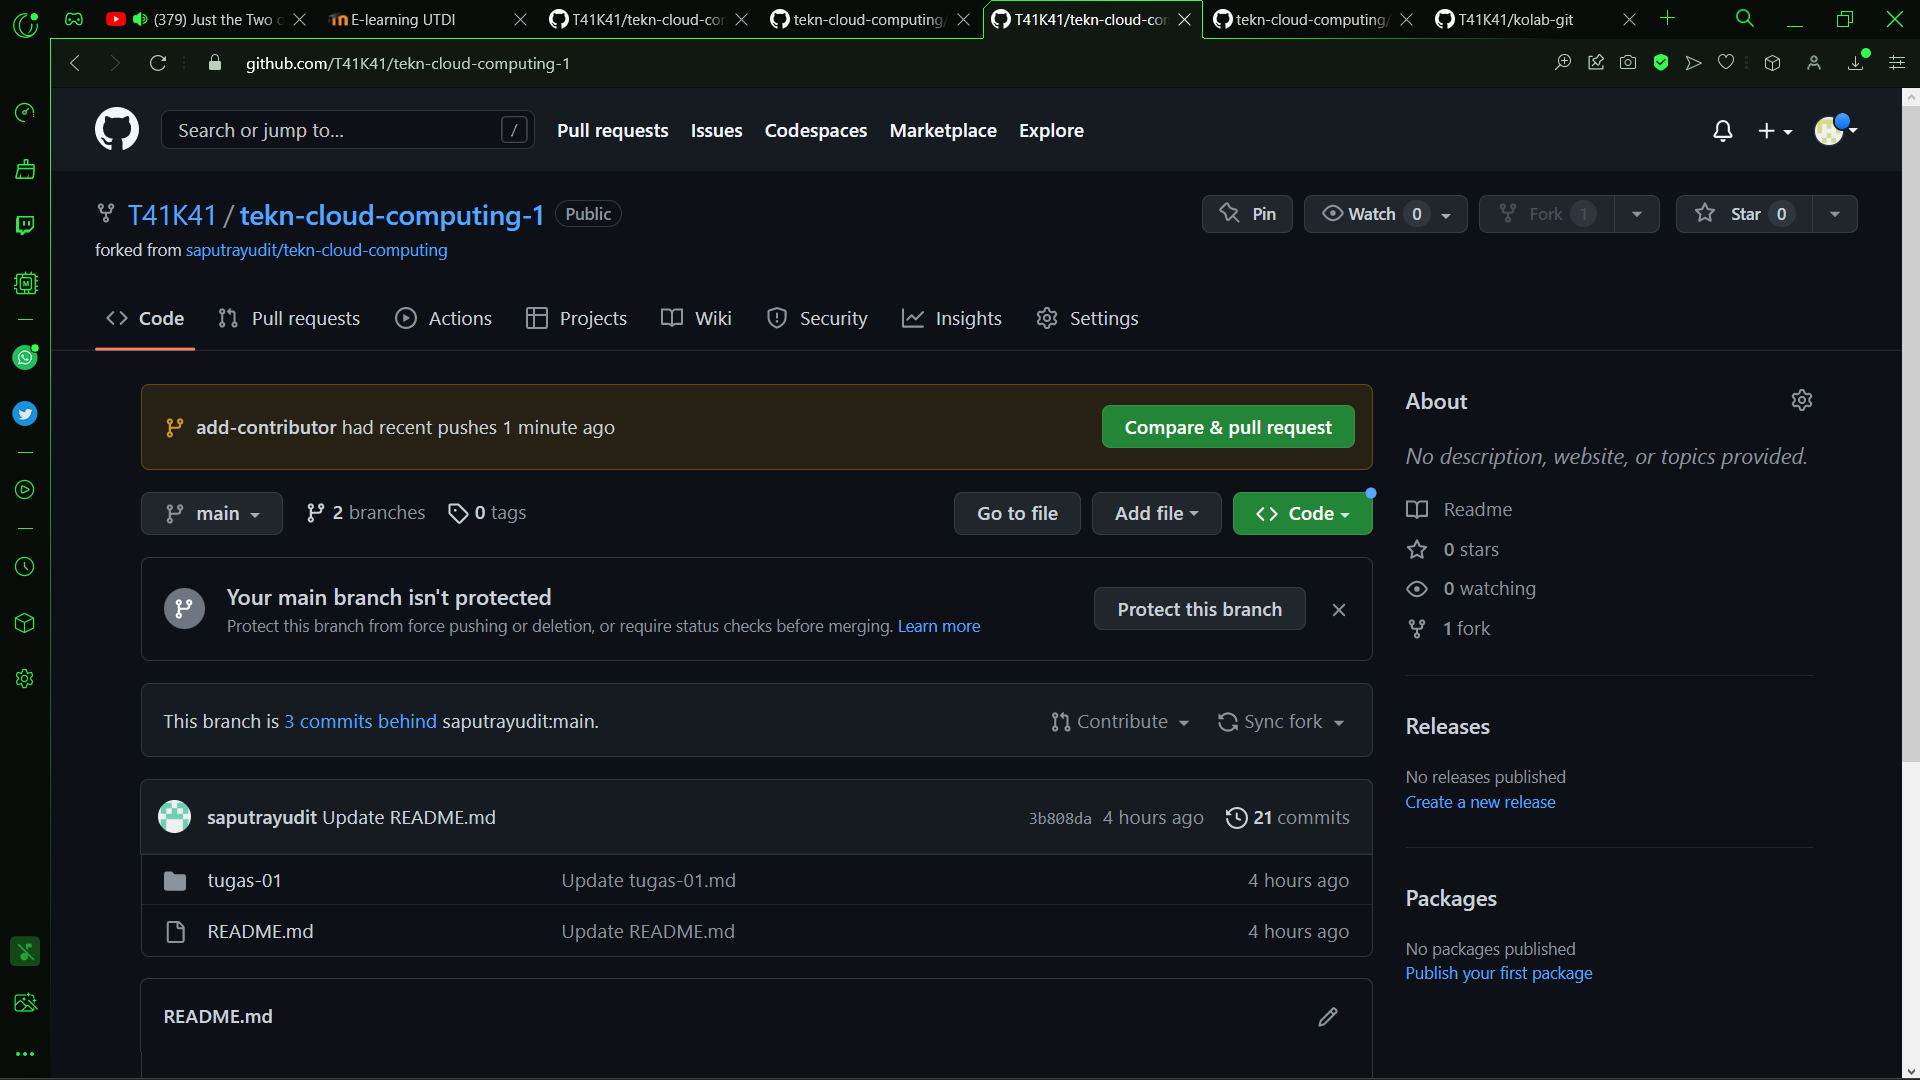 (379) Just the Two o
E-learning UTDI
T41K41/tekn-cloud-con
tekn-cloud-computing/
T41K41/tekn-cloud-con
tekn-cloud-computing/
T41K41/kolab-git
github.com/T41K41/tekn-cloud-computing-1
Search or jump to...
/
Pull requests
Issues
Codespaces
Marketplace
Explore
T41K41 / tekn-cloud-computing-1
Public
Pin
Watch 0
Fork 1
Star 0
forked from saputrayudit/tekn-cloud-computing
Code
Pull requests
Actions
Projects
Wiki
Security
Insights
Settings
add-contributor had recent pushes 1 minute ago
Compare & pull request
main
2 branches
0 tags
Go to file
Add file
Code
Your main branch isn't protected
Protect this branch from force pushing or deletion, or require status checks before merging. Learn more
Protect this branch
This branch is 3 commits behind saputrayudit:main.
Contribute
Sync fork
saputrayudit Update README.md
3b808da 4 hours ago
21 commits
tugas-01
Update tugas-01.md
4 hours ago
README.md
Update README.md
4 hours ago
README.md
About
No description, website, or topics provided.
Readme
0 stars
0 watching
1 fork
Releases
No releases published
Create a new release
Packages
No packages published
Publish your first package